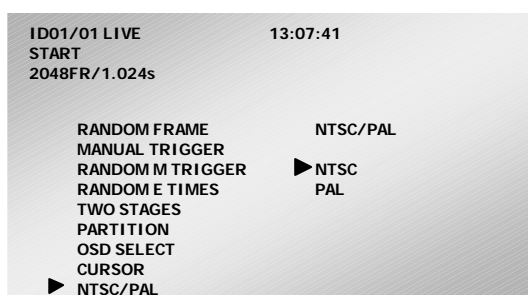 ID01/01 LIVE 13:07:41
START
2048FR/1.024s
RANDOM FRAME NTSC/PAL
MANUAL TRIGGER
RANDOM M TRIGGER ▶NTSC
RANDOM E TIMES PAL
TWO STAGES
PARTITION
OSD SELECT
CURSOR
▶ NTSC/PAL